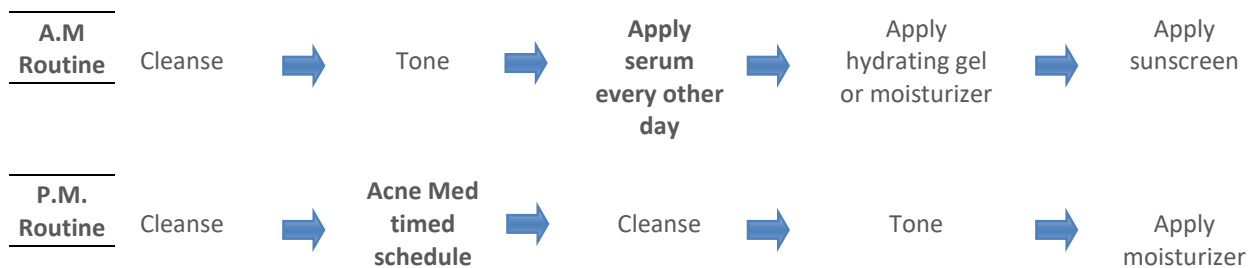 A.M
Routine
Cleanse
Tone
Apply
serum
every other
day
Apply
hydrating gel
or moisturizer
Apply
sunscreen
P.M.
Routine
Cleanse
Acne Med
timed
schedule
Cleanse
Tone
Apply
moisturizer